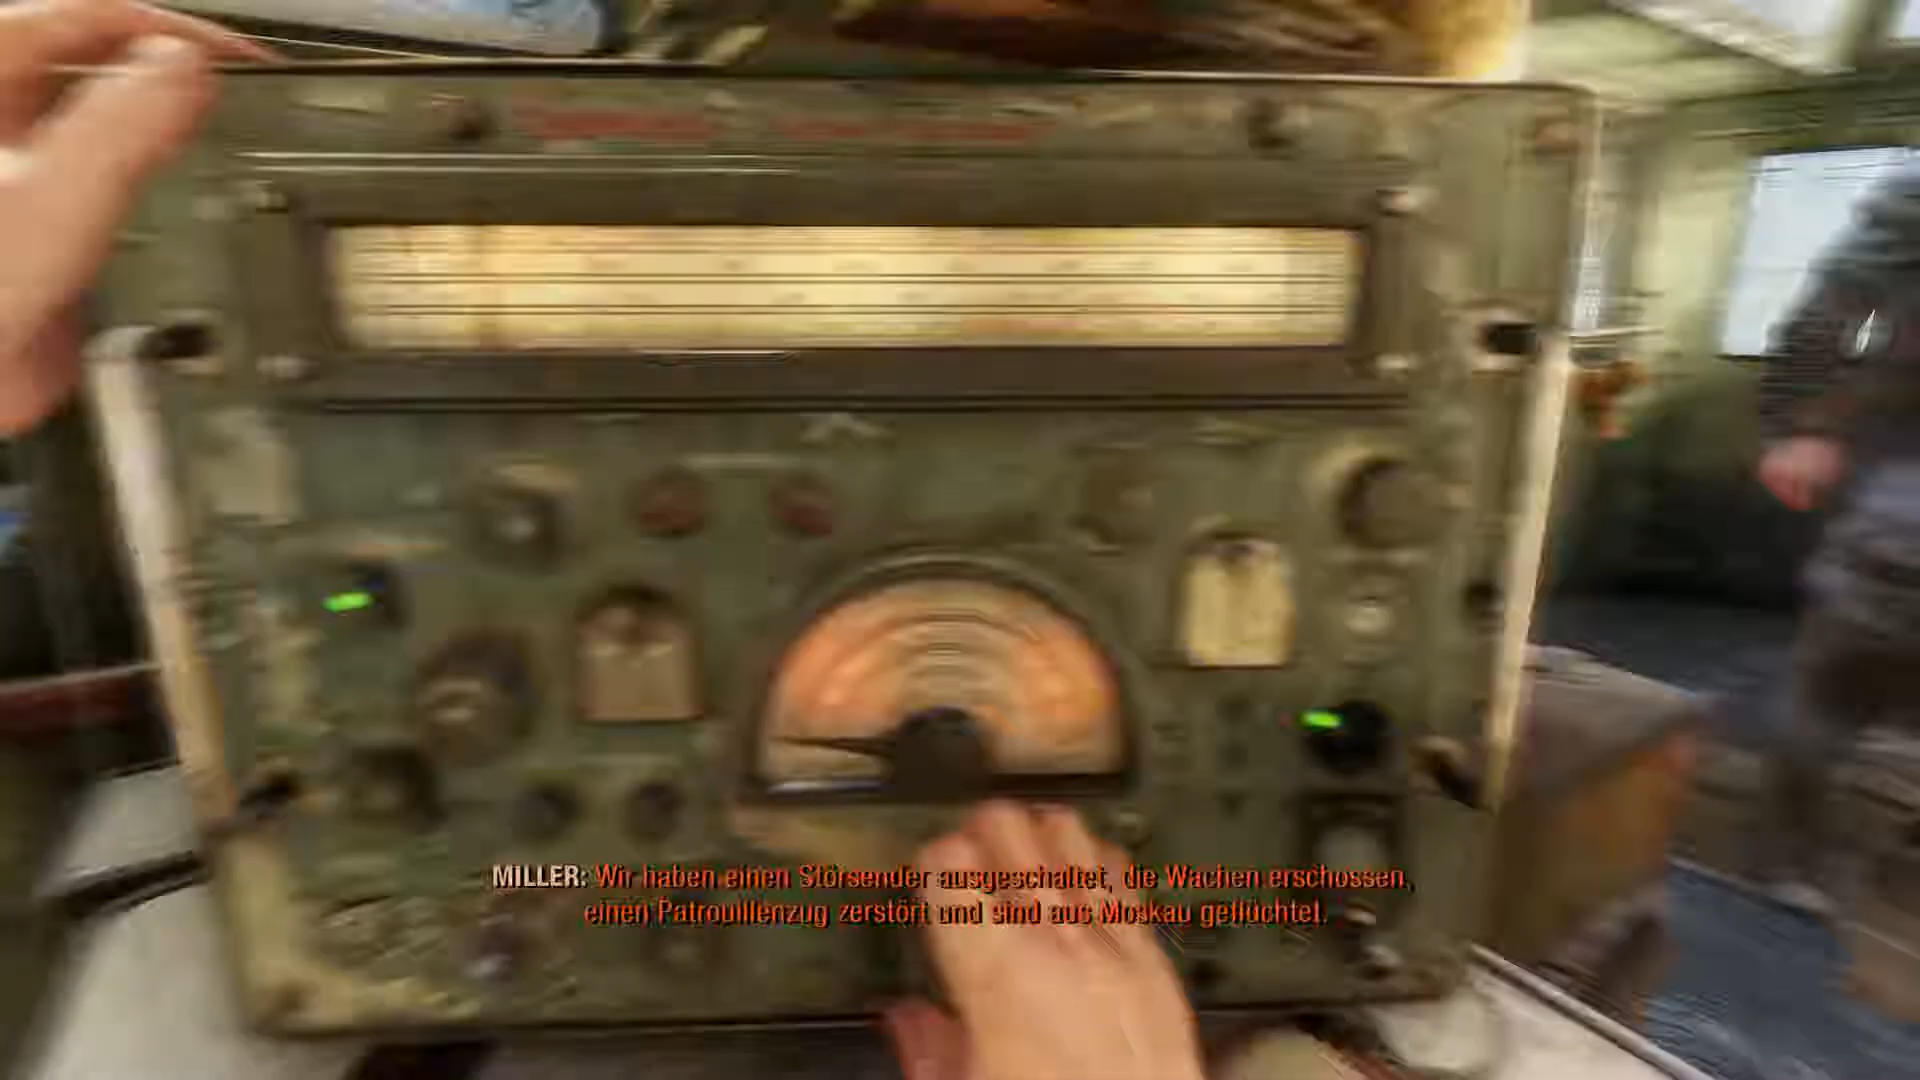 MILLER: Wir haben einen Störsender ausgeschaltet, die Wachen erschossen,
einen Patrouillenzug zerstört und sind aus Moskau geflüchtet.